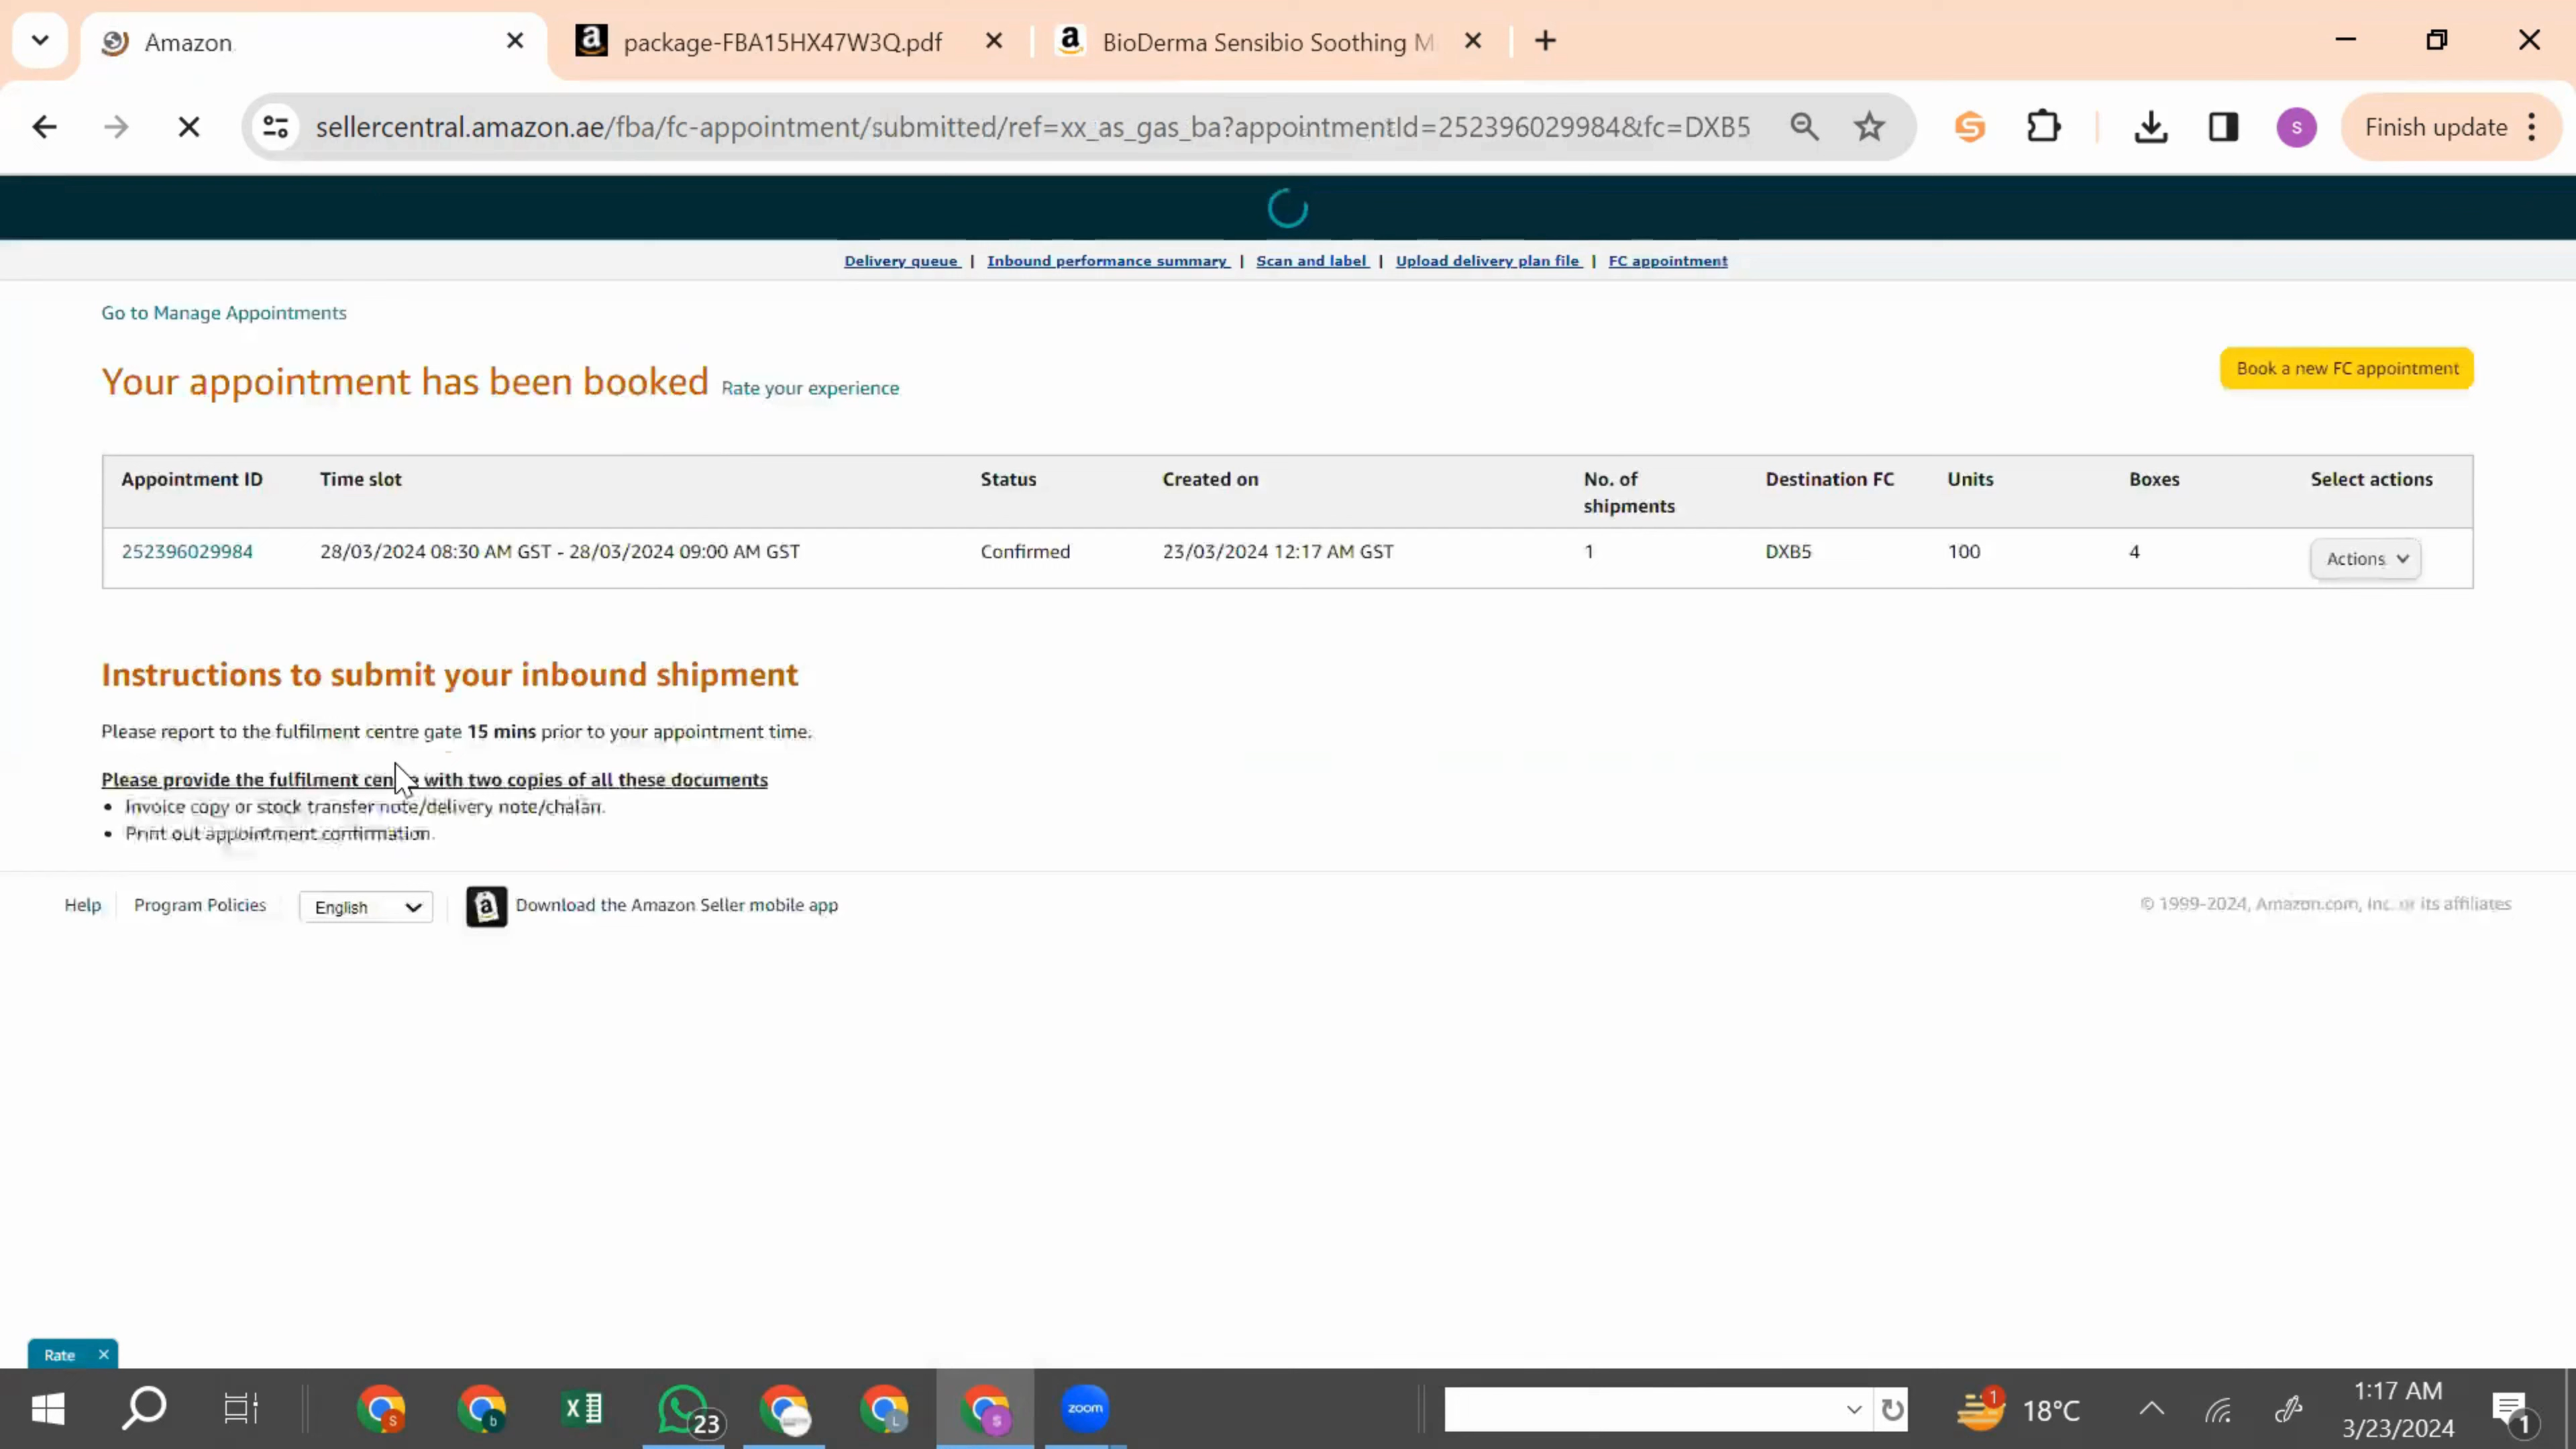 Amazon
package-FBA15HX47W3Q.pdf
BioDerma Sensibio Soothing M
sellercentral.amazon.ae/fba/fc-appointment/submitted/ref=xx_as_gas_ba?appointmentId=252396029984&fc=DXB5
S
Finish update
Delivery queue | Inbound performance summary | Scan and label | Upload delivery plan file | FC appointment
Go to Manage Appointments
Your appointment has been booked Rate your experience
Book a new FC appointment
Appointment ID Time slot Status Created on No. of shipments Destination FC Units Boxes Select actions
252396029984 28/03/2024 08:30 AM GST - 28/03/2024 09:00 AM GST Confirmed 23/03/2024 12:17 AM GST 1 DXB5 100 4 Actions
Instructions to submit your inbound shipment
Please report to the fulfilment centre gate 15 mins prior to your appointment time.
Please provide the fulfilment centre with two copies of all these documents
• Invoice copy or stock transfer note/delivery note/chalan.
• Print out appointment confirmation.
Help Program Policies English Download the Amazon Seller mobile app © 1999-2024, Amazon.com, Inc. or its affiliates
Rate ×
S b 23 L S zoom 1 18°C 1:17 AM
3/23/2024 1